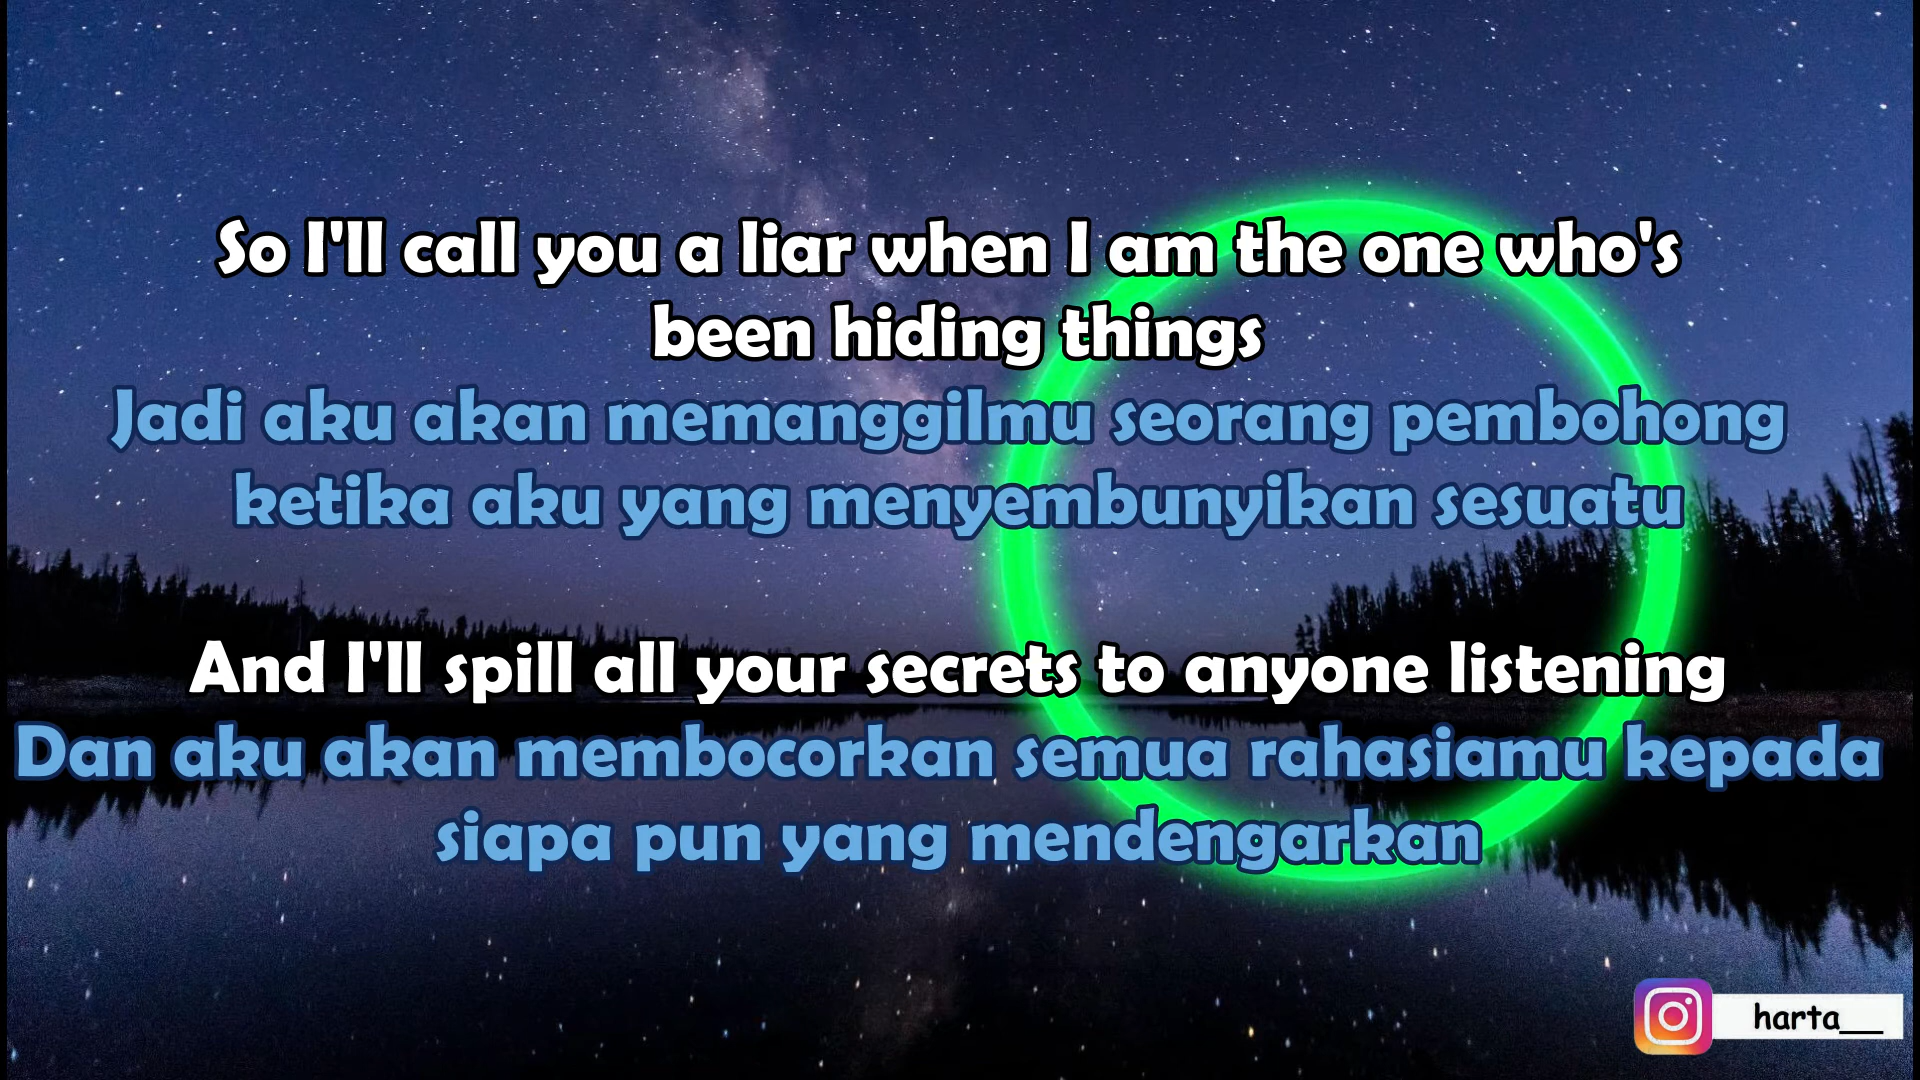 So I'll call you a liar when I am the one who's
been hiding things
Jadi aku akan memanggilmu seorang pembohong
ketika aku yang menyembunyikan sesuatu
And I'll spill all your secrets to anyone listening
Dan aku akan membocorkan semua rahasiamu kepada
siapa pun yang mendengarkan
harta__